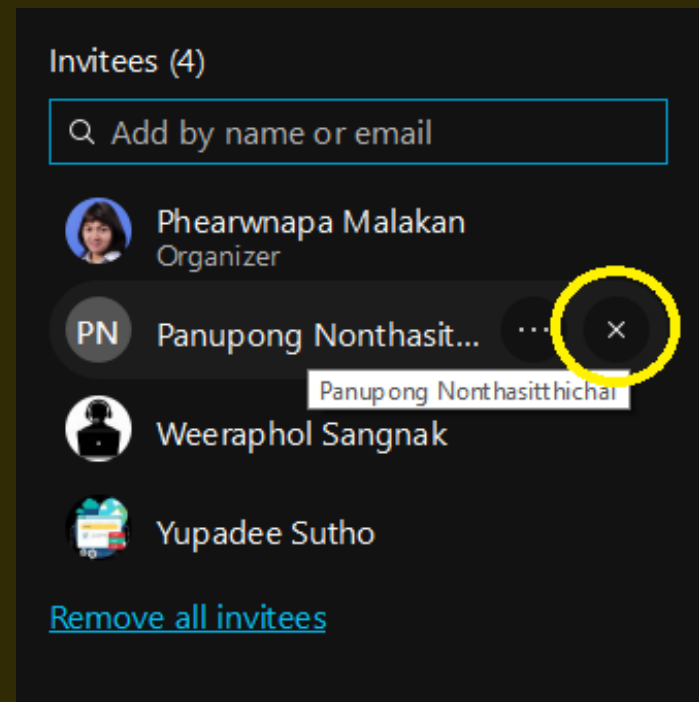 Invitees (4)
Add by name or email
Phearwnapa Malakan
Organizer
PN
Panupong Nonthasit...
Panupong Nonthasitthichai
Weeraphol Sangnak
Yupadee Sutho
Remove all invitees